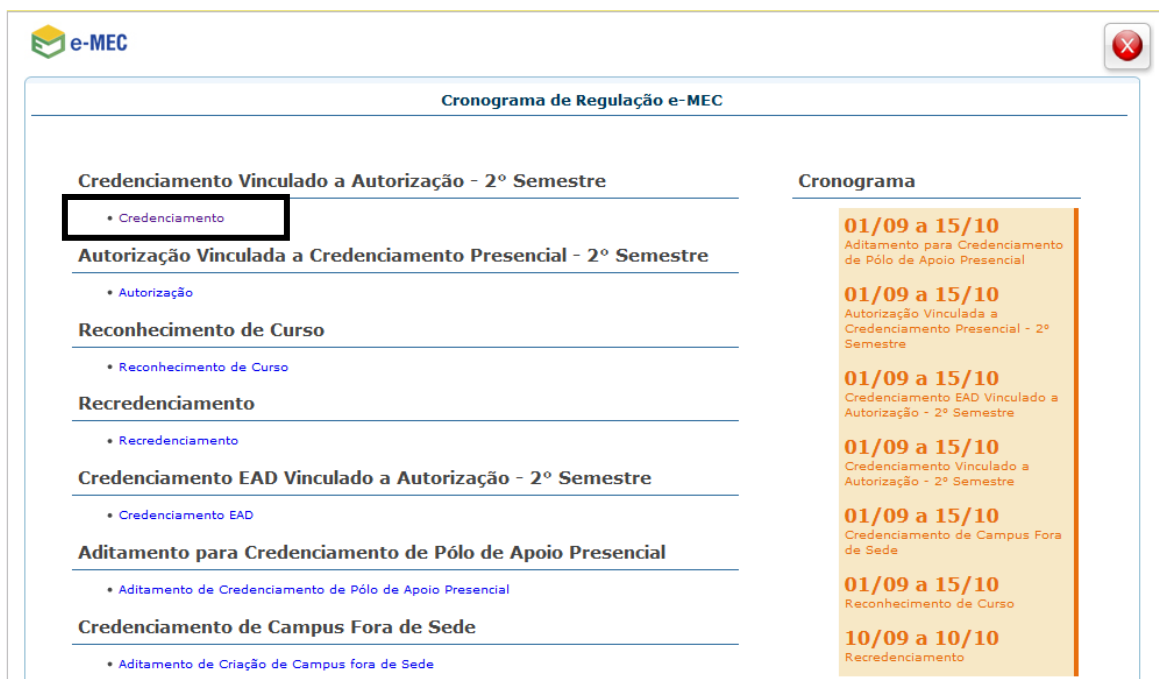 e-MEC
Cronograma de Regulação e-MEC
Credenciamento Vinculado a Autorização - 2º Semestre
• Credenciamento
Autorização Vinculada a Credenciamento Presencial - 2º Semestre
• Autorização
Reconhecimento de Curso
• Reconhecimento de Curso
Recredenciamento
• Recredenciamento
Credenciamento EAD Vinculado a Autorização - 2º Semestre
• Credenciamento EAD
Aditamento para Credenciamento de Pólo de Apoio Presencial
• Aditamento de Credenciamento de Pólo de Apoio Presencial
Credenciamento de Campus Fora de Sede
• Aditamento de Criação de Campus fora de Sede
Cronograma
01/09 a 15/10
Aditamento para Credenciamento
de Pólo de Apoio Presencial
01/09 a 15/10
Autorização Vinculada a
Credenciamento Presencial - 2º
Semestre
01/09 a 15/10
Credenciamento EAD Vinculado a
Autorização - 2º Semestre
01/09 a 15/10
Credenciamento Vinculado a
Autorização - 2º Semestre
01/09 a 15/10
Credenciamento de Campus Fora
de Sede
01/09 a 15/10
Reconhecimento de Curso
10/09 a 10/10
Recredenciamento